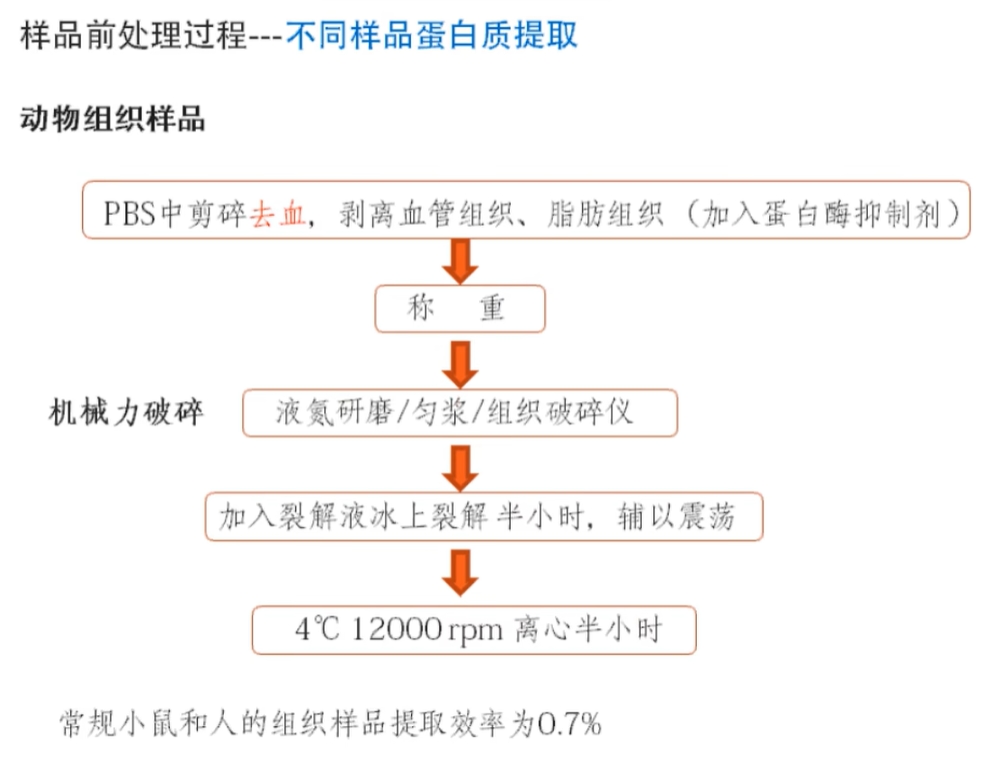 样品前处理过程---不同样品蛋白质提取
动物组织样品
PBS中剪碎去血，剥离血管组织、脂肪组织（加入蛋白酶抑制剂）
称 重
机械力破碎
液氮研磨/匀浆/组织破碎仪
加入裂解液冰上裂解半小时，辅以震荡
4℃ 12000 rpm 离心半小时
常规小鼠和人的组织样品提取效率为0.7%